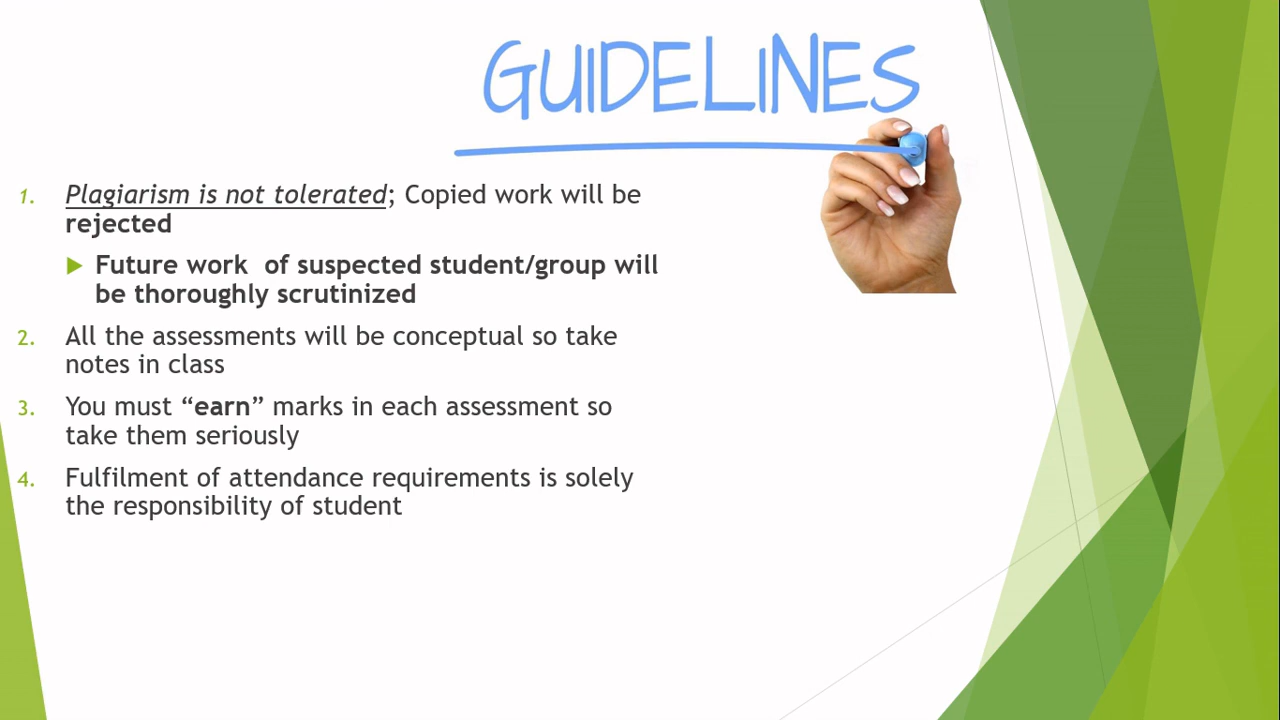 GUIDELINES
1. Plagiarism is not tolerated; Copied work will be
rejected
Future work of suspected student/group will
be thoroughly scrutinized
2. All the assessments will be conceptual so take
notes in class
3. You must “earn” marks in each assessment so
take them seriously
4. Fulfilment of attendance requirements is solely
the responsibility of student